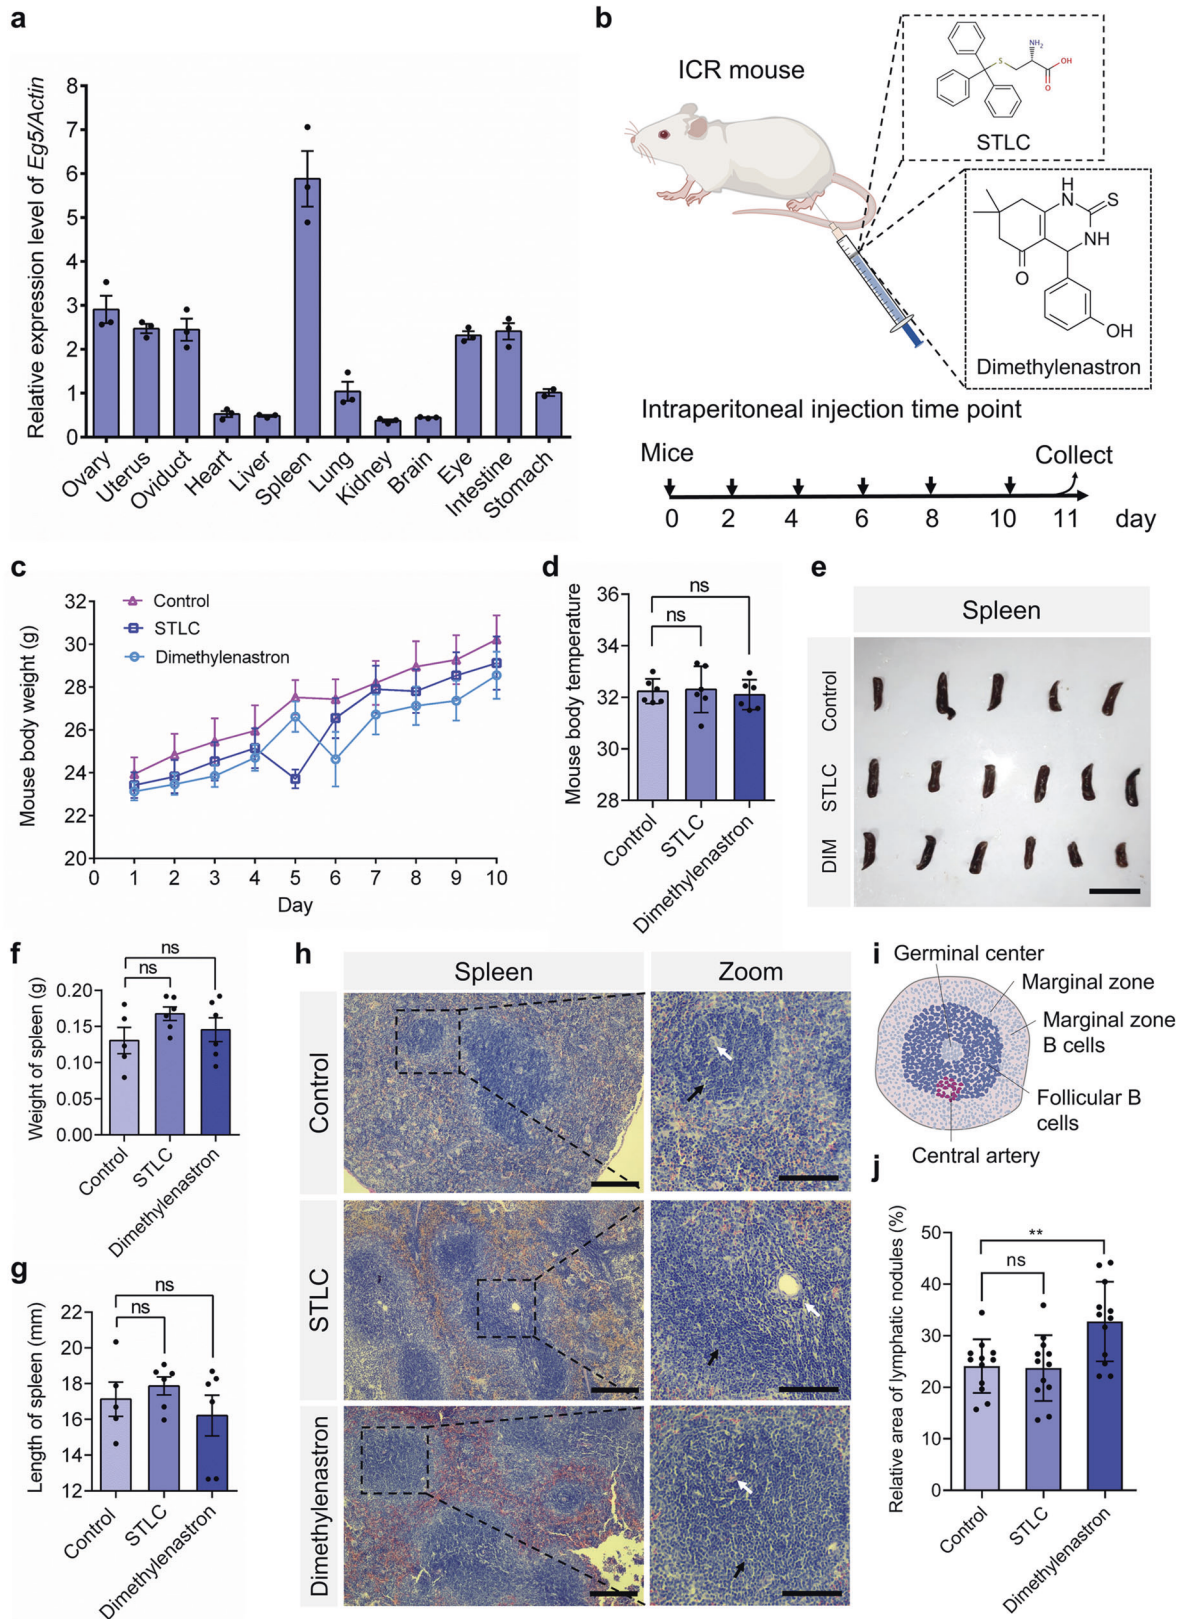 a
Relative expression level of Eg5/Actin
8
7
6
5
4
3
2
1
0
Ovary
Uterus
Oviduct
Heart
Liver
Spleen
Lung
Kidney
Brain
Eye
Intestine
Stomach
b
ICR mouse
NH₂
S
OH
O
STLC
H
N
S
NH
O
OH
Dimethylenastron
Intraperitoneal injection time point
Mice
Collect
0 2 4 6 8 10 11 day
c
Mouse body weight (g)
32
30
28
26
24
22
20
Control
STLC
Dimethylenastron
0 1 2 3 4 5 6 7 8 9 10
Day
d
Mouse body temperature
36
34
32
30
28
ns
ns
Control
STLC
Dimethylenastron
e
Spleen
Control
STLC
DIM
f
Weight of spleen (g)
0.20
0.15
0.10
0.05
0.00
ns
ns
Control
STLC
Dimethylenastron
g
Length of spleen (mm)
22
20
18
16
14
12
ns
ns
Control
STLC
Dimethylenastron
h
Spleen
Zoom
Control
STLC
Dimethylenastron
i
Germinal center
Marginal zone
Marginal zone
B cells
Follicular B
cells
Central artery
j
Relative area of lymphatic nodules (%)
50
40
30
20
10
0
**
ns
Control
STLC
Dimethylenastron